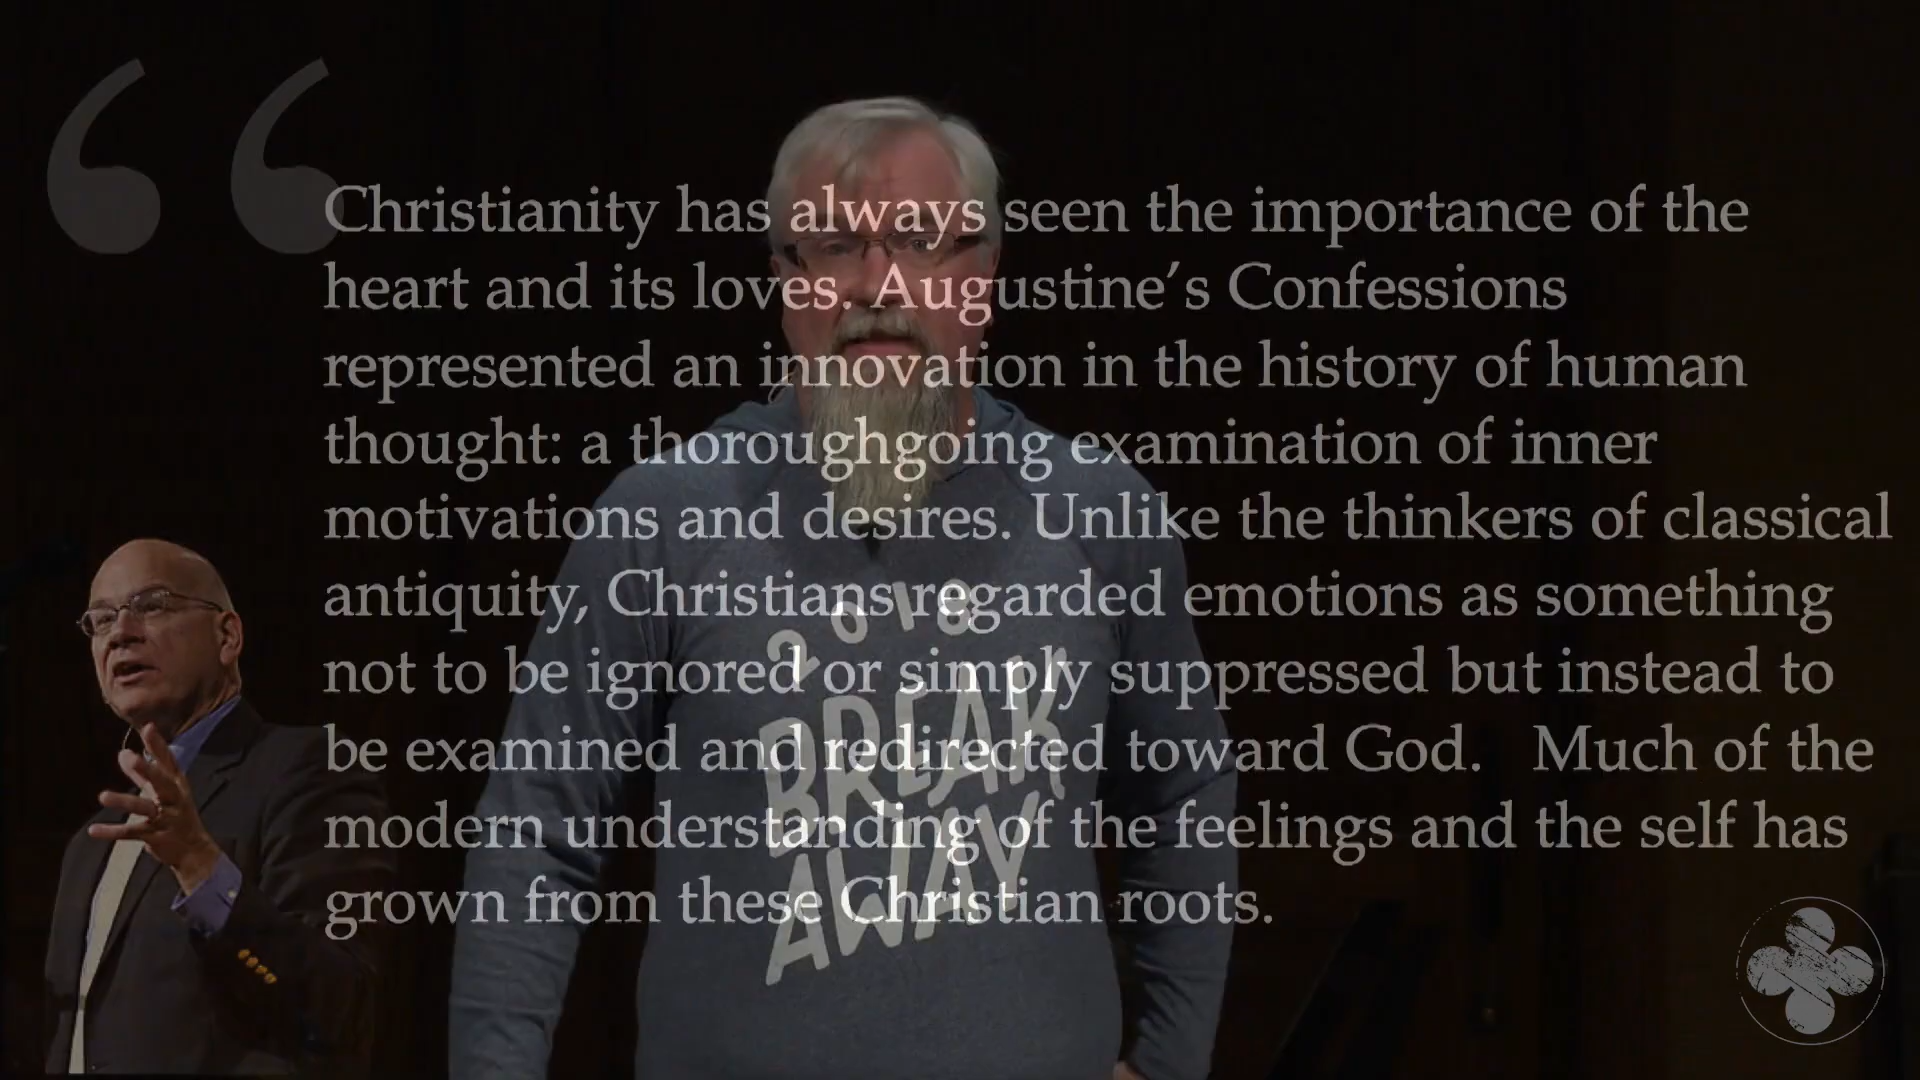 “
Christianity has always seen the importance of the
heart and its loves. Augustine’s Confessions
represented an innovation in the history of human
thought: a thoroughgoing examination of inner
motivations and desires. Unlike the thinkers of classical
antiquity, Christians regarded emotions as something
not to be ignored or simply suppressed but instead to
be examined and redirected toward God.   Much of the
modern understanding of the feelings and the self has
grown from these Christian roots.
2018
BREAK
AWAY